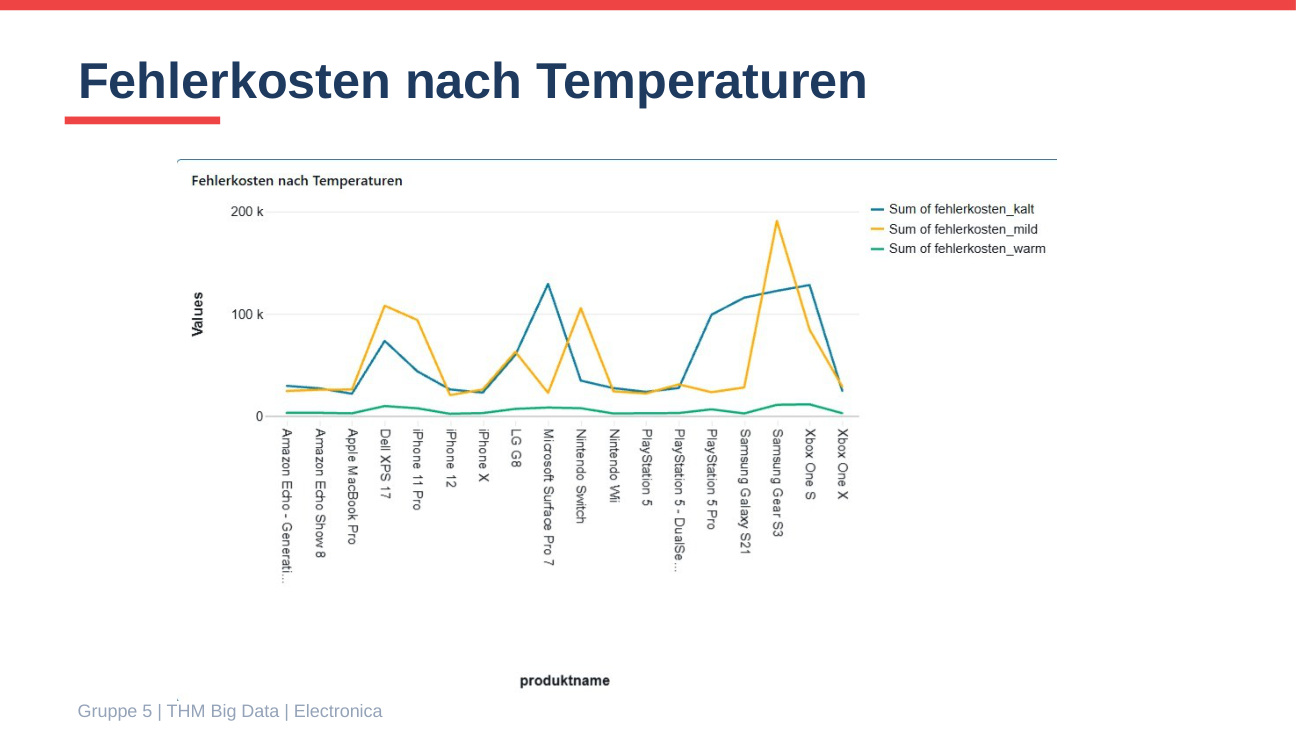 Fehlerkosten nach Temperaturen
Fehlerkosten nach Temperaturen
Sum of fehlerkosten_kalt
Sum of fehlerkosten_mild
Sum of fehlerkosten_warm
200 k
100 k
0
Values
Amazon Echo - Generati...
Amazon Echo Show 8
Apple MacBook Pro
Dell XPS 17
iPhone 11 Pro
iPhone 12
iPhone X
LG G8
Microsoft Surface Pro 7
Nintendo Switch
Nintendo Wii
PlayStation 5
PlayStation 5 - DualSe...
PlayStation 5 Pro
Samsung Galaxy S21
Samsung Gear S3
Xbox One S
Xbox One X
produktname
Gruppe 5 | THM Big Data | Electronica